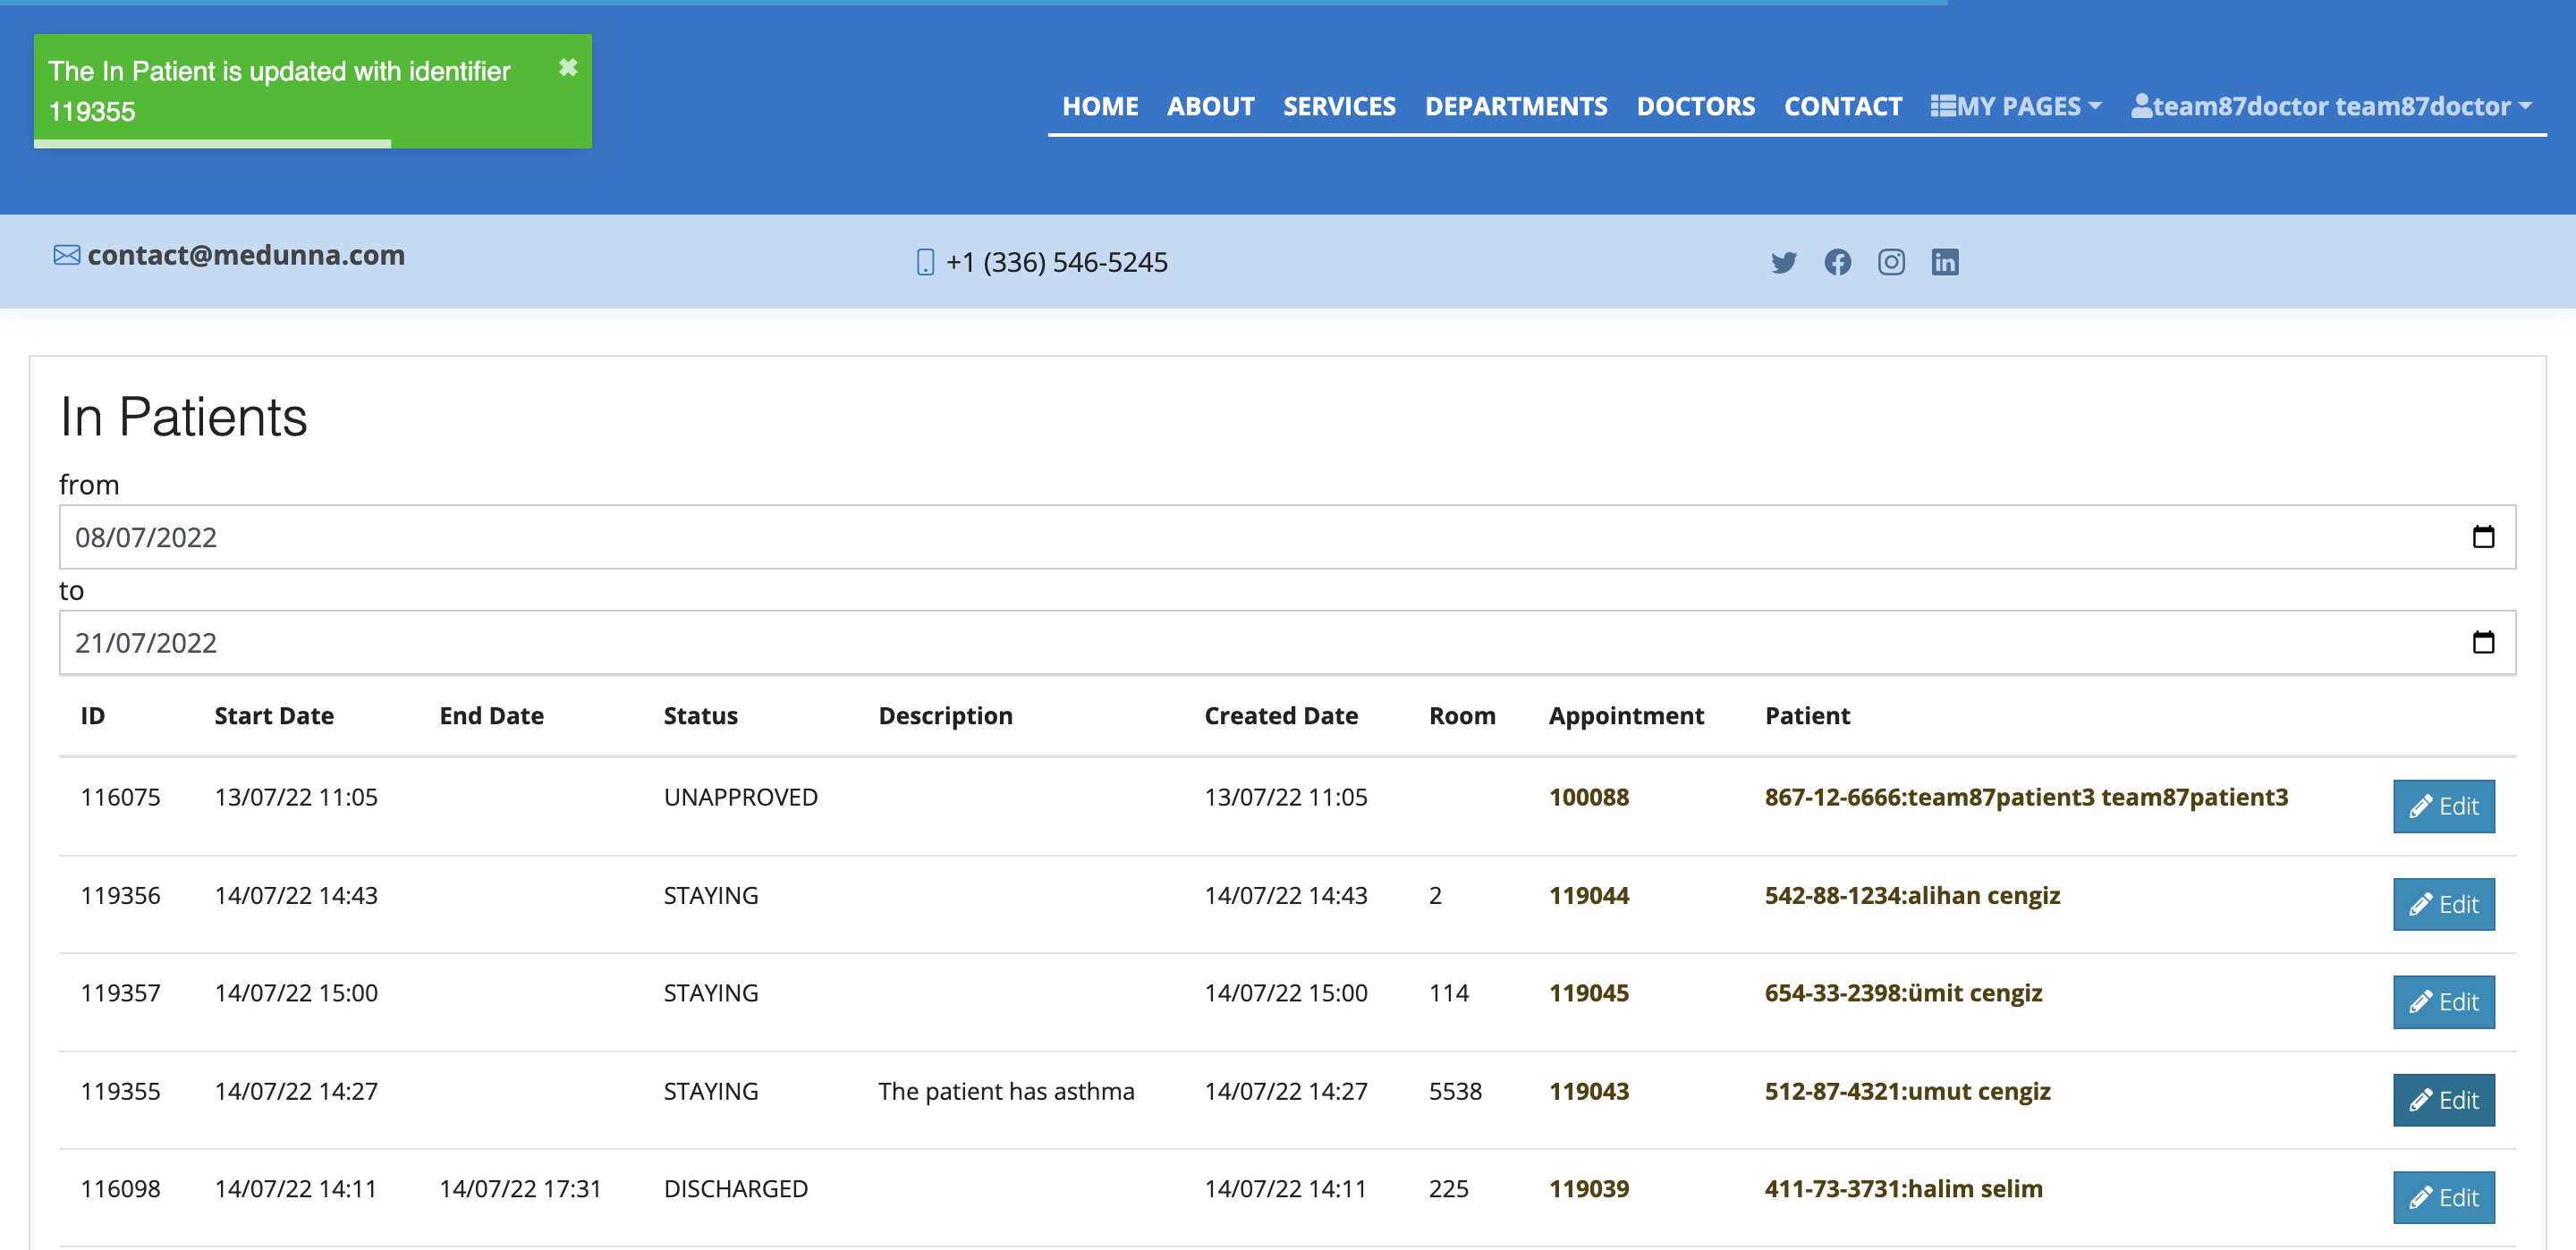 The In Patient is updated with identifier
119355
✖
HOME ABOUT SERVICES DEPARTMENTS DOCTORS CONTACT MY PAGES team87doctor team87doctor
contact@medunna.com +1 (336) 546-5245
In Patients
from
08/07/2022
to
21/07/2022
ID Start Date End Date Status Description Created Date Room Appointment Patient
116075 13/07/22 11:05 UNAPPROVED 13/07/22 11:05 100088 867-12-6666:team87patient3 team87patient3 Edit
119356 14/07/22 14:43 STAYING 14/07/22 14:43 2 119044 542-88-1234:alihan cengiz Edit
119357 14/07/22 15:00 STAYING 14/07/22 15:00 114 119045 654-33-2398:ümit cengiz Edit
119355 14/07/22 14:27 STAYING The patient has asthma 14/07/22 14:27 5538 119043 512-87-4321:umut cengiz Edit
116098 14/07/22 14:11 14/07/22 17:31 DISCHARGED 14/07/22 14:11 225 119039 411-73-3731:halim selim Edit